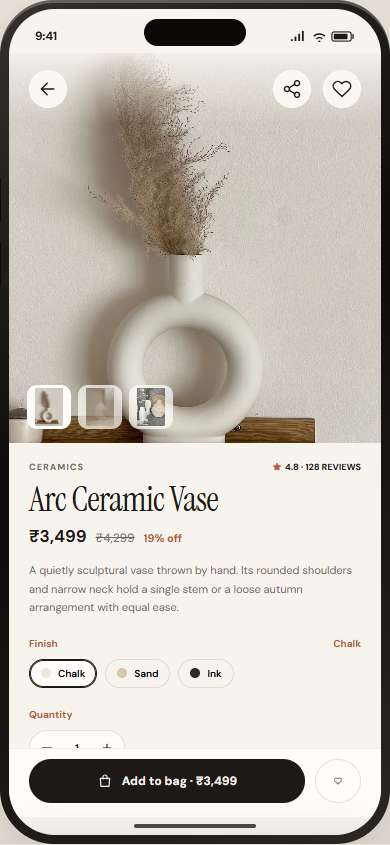 9:41
CERAMICS
4.8 · 128 REVIEWS
Arc Ceramic Vase
₹3,499 ₹4,299 19% off
A quietly sculptural vase thrown by hand. Its rounded shoulders
and narrow neck hold a single stem or a loose autumn
arrangement with equal ease.
Finish Chalk
Chalk Sand Ink
Quantity
− 1 +
Add to bag · ₹3,499